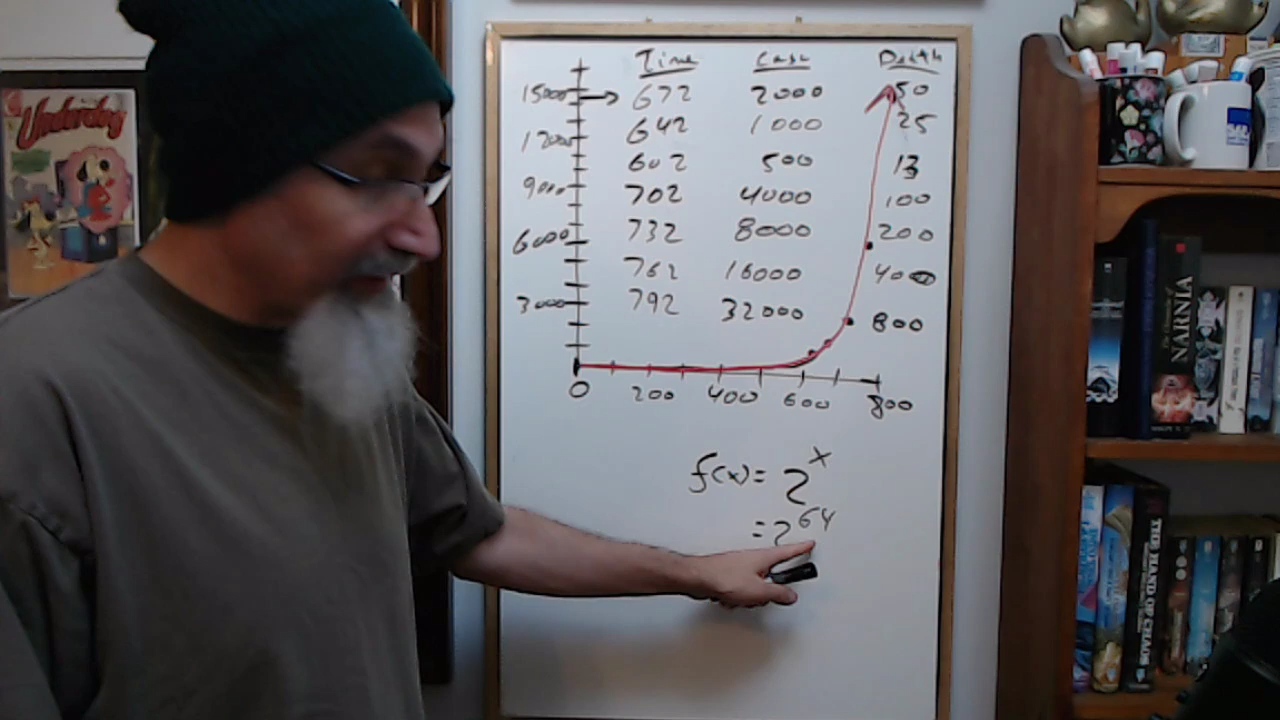 Time Case Death
15000 → 672 2000 50
12000 642 1000 25
602 500 13
9000 702 4000 100
6000 732 8000 200
762 16000 400
3000 792 32000 800
0 200 400 600 800
f(x) = 2^x
= 2^64
Underdog
NARNIA
THE HAND OF CHAOS